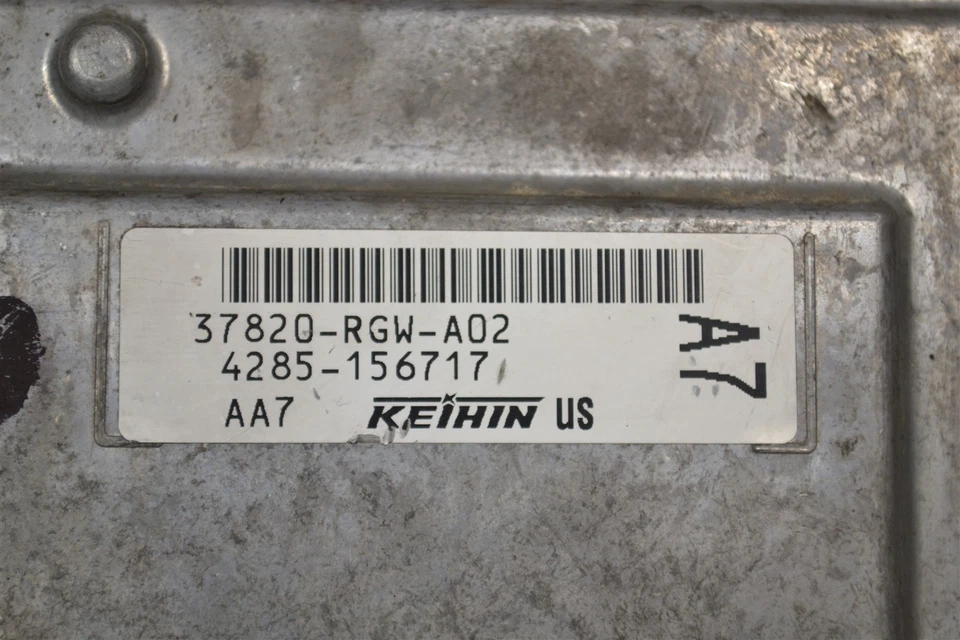 37820-RGW-A02
4285-156717
AA7 KEIHIN US
A7